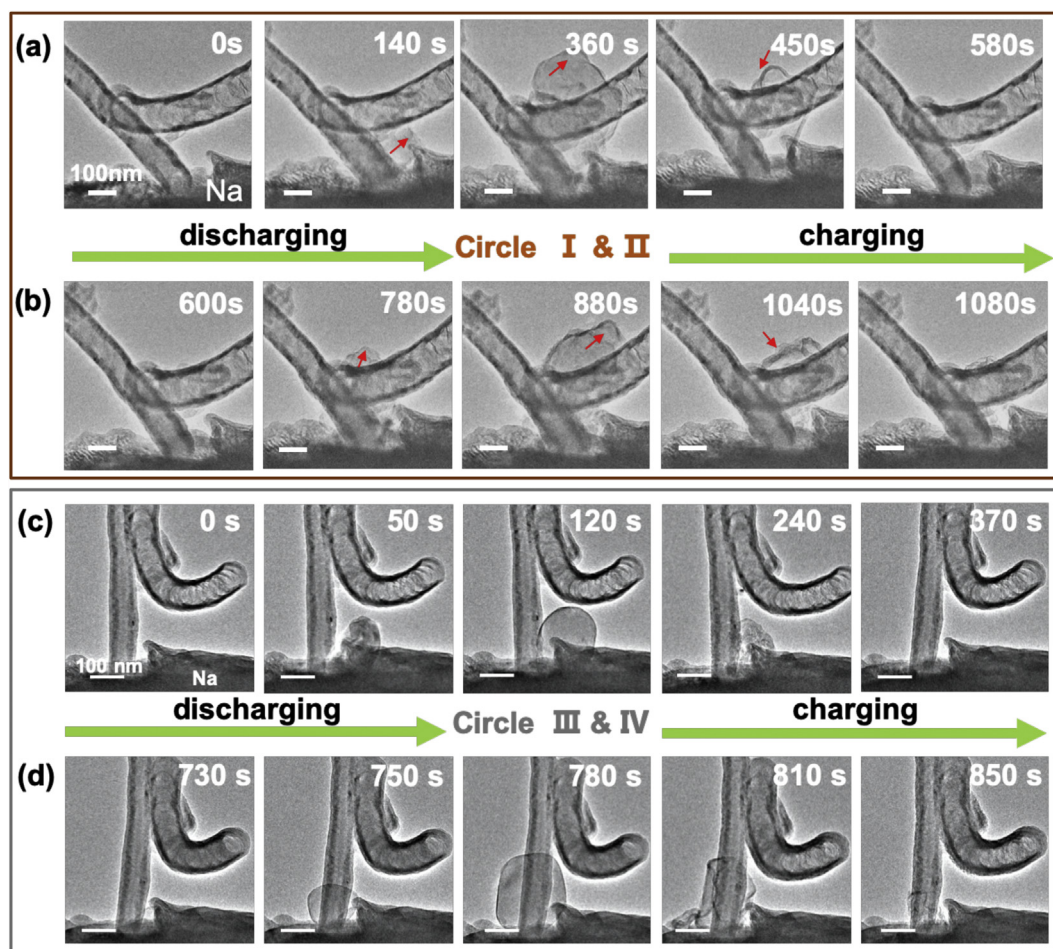 (a) 0s 140 s 360 s 450s 580s
100nm Na
discharging Circle Ⅰ & Ⅱ charging
(b) 600s 780s 880s 1040s 1080s
(c) 0 s 50 s 120 s 240 s 370 s
100 nm Na
discharging Circle Ⅲ & Ⅳ charging
(d) 730 s 750 s 780 s 810 s 850 s